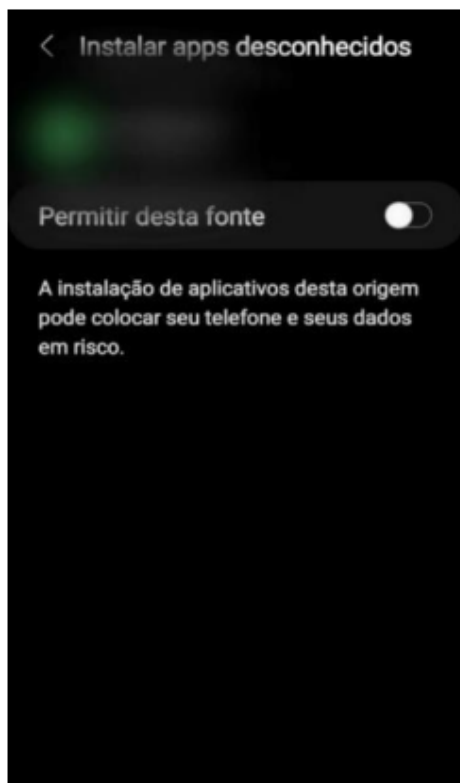 Instalar apps desconhecidos
Permitir desta fonte
A instalação de aplicativos desta origem
pode colocar seu telefone e seus dados
em risco.